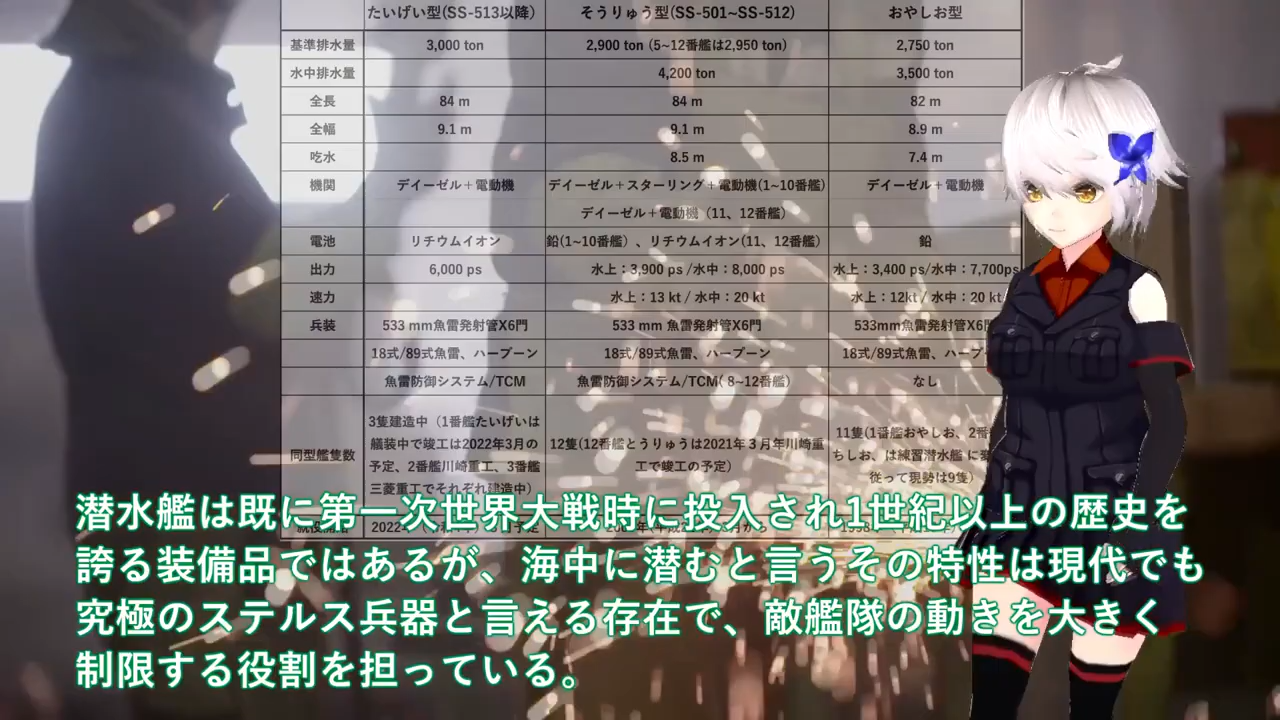 たいげい型(SS-513以降) そうりゅう型(SS-501~SS-512) おやしお型
基準排水量 3,000 ton 2,900 ton (5~12番艦は2,950 ton) 2,750 ton
水中排水量 4,200 ton 3,500 ton
全長 84 m 84 m 82 m
全幅 9.1 m 9.1 m 8.9 m
吃水 8.5 m 7.4 m
機関 デイーゼル＋電動機 デイーゼル＋スターリング＋電動機(1~10番艦) デイーゼル＋電動機
デイーゼル＋電動機（11、12番艦）
電池 リチウムイオン 鉛(1~10番艦）、リチウムイオン(11、12番艦） 鉛
出力 6,000 ps 水上：3,900 ps /水中：8,000 ps 水上：3,400 ps/水中：7,700ps
速力 水上：13 kt / 水中：20 kt 水上：12kt / 水中：20 kt
兵装 533 mm魚雷発射管X6門 533 mm 魚雷発射管X6門 533mm魚雷発射管X6門
18式/89式魚雷、ハープーン 18式/89式魚雷、ハープーン 18式/89式魚雷、ハープ
魚雷防御システム/TCM 魚雷防御システム/TCM( 8~12番艦） なし
同型艦隻数 3隻建造中（1番艦たいげいは 12隻(12番艦とうりゅうは2021年３月年川崎重 11隻(1番艦おやしお、2番
艤装中で竣工は2022年3月の 工で竣工の予定） ちしお、は練習潜水艦 に
予定、2番艦川崎重工、3番艦 従って現勢は9隻）
三菱重工でそれぞれ建造中）
潜水艦は既に第一次世界大戦時に投入され1世紀以上の歴史を
誇る装備品ではあるが、海中に潜むと言うその特性は現代でも
究極のステルス兵器と言える存在で、敵艦隊の動きを大きく
制限する役割を担っている。